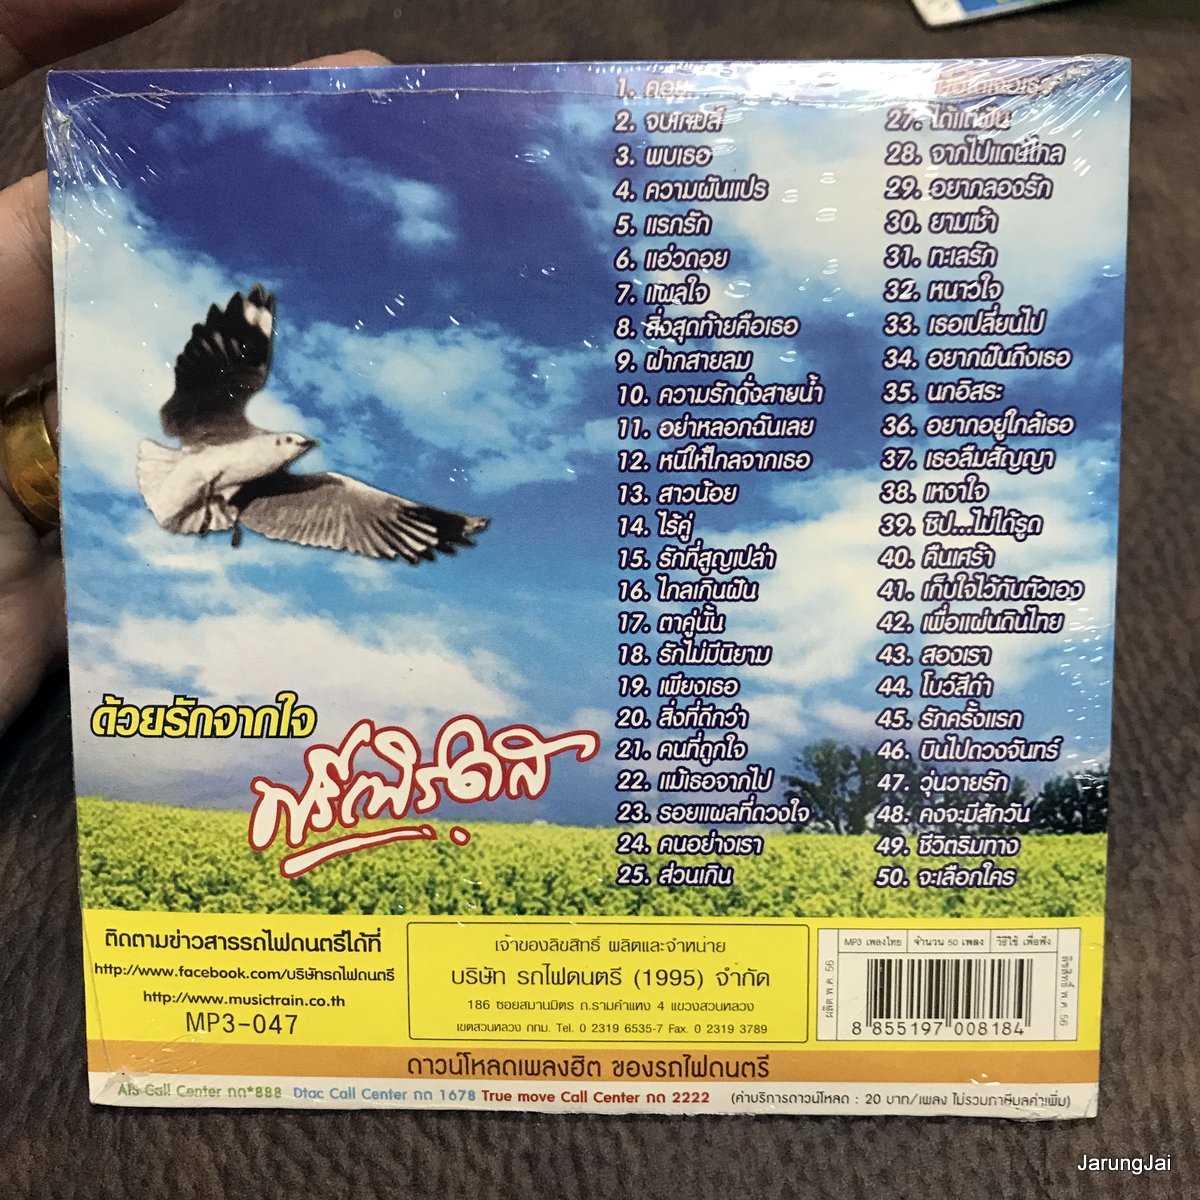 1. คอย
2. จบเกมส์
3. พบเธอ
4. ความผันแปร
5. แรกรัก
6. แอ่วดอย
7. แผลใจ
8. สิ่งสุดท้ายคือเธอ
9. ฝากสายลม
10. ความรักดั่งสายน้ำ
11. อย่าหลอกฉันเลย
12. หนีให้ไกลจากเธอ
13. สาวน้อย
14. ไร้คู่
15. รักที่สูญเปล่า
16. ไกลเกินฝัน
17. ตาคู่นั้น
18. รักไม่มีนิยาม
19. เพียงเธอ
20. สิ่งที่ดีกว่า
21. คนที่ถูกใจ
22. แม้เธอจากไป
23. รอยแผลที่ดวงใจ
24. คนอย่างเรา
25. ส่วนเกิน
27. ได้แต่ฝัน
28. จากไปแดนไกล
29. อยากลองรัก
30. ยามเช้า
31. ทะเลรัก
32. หนาวใจ
33. เธอเปลี่ยนไป
34. อยากฝันถึงเธอ
35. นกอิสระ
36. อยากอยู่ใกล้เธอ
37. เธอลืมสัญญา
38. เหงาใจ
39. ซิป...ไม่ได้รูด
40. คืนเศร้า
41. เก็บใจไว้กับตัวเอง
42. เพื่อแผ่นดินไทย
43. สองเรา
44. โบว์สีดำ
45. รักครั้งแรก
46. บินไปดวงจันทร์
47. วุ่นวายรัก
48. คงจะมีสักวัน
49. ชีวิตริมทาง
50. จะเลือกใคร
ด้วยรักจากใจ
ติดตามข่าวสารรถไฟดนตรีได้ที่
http://www.facebook.com/บริษัทรถไฟดนตรี
http://www.musictrain.co.th
MP3-047
เจ้าของลิขสิทธิ์ ผลิตและจำหน่าย
บริษัท รถไฟดนตรี (1995) จำกัด
186 ซอยสมานมิตร ถ.รามคำแหง 4 แขวงสวนหลวง
เขตสวนหลวง กทม. Tel. 0 2319 6535-7 Fax. 0 2319 3789
MP3 เพลงไทย จำนวน 50 เพลง วิธีใช้ เพื่อฟัง
ผลิต พ.ศ. 56
ลิขสิทธิ์ พ.ศ. 56
8 855197 008184
ดาวน์โหลดเพลงฮิต ของรถไฟดนตรี
AIS Call Center กด*888 Dtac Call Center กด 1678 True move Call Center กด 2222 (ค่าบริการดาวน์โหลด : 20 บาท/เพลง ไม่รวมภาษีมูลค่าเพิ่ม)
JarungJai